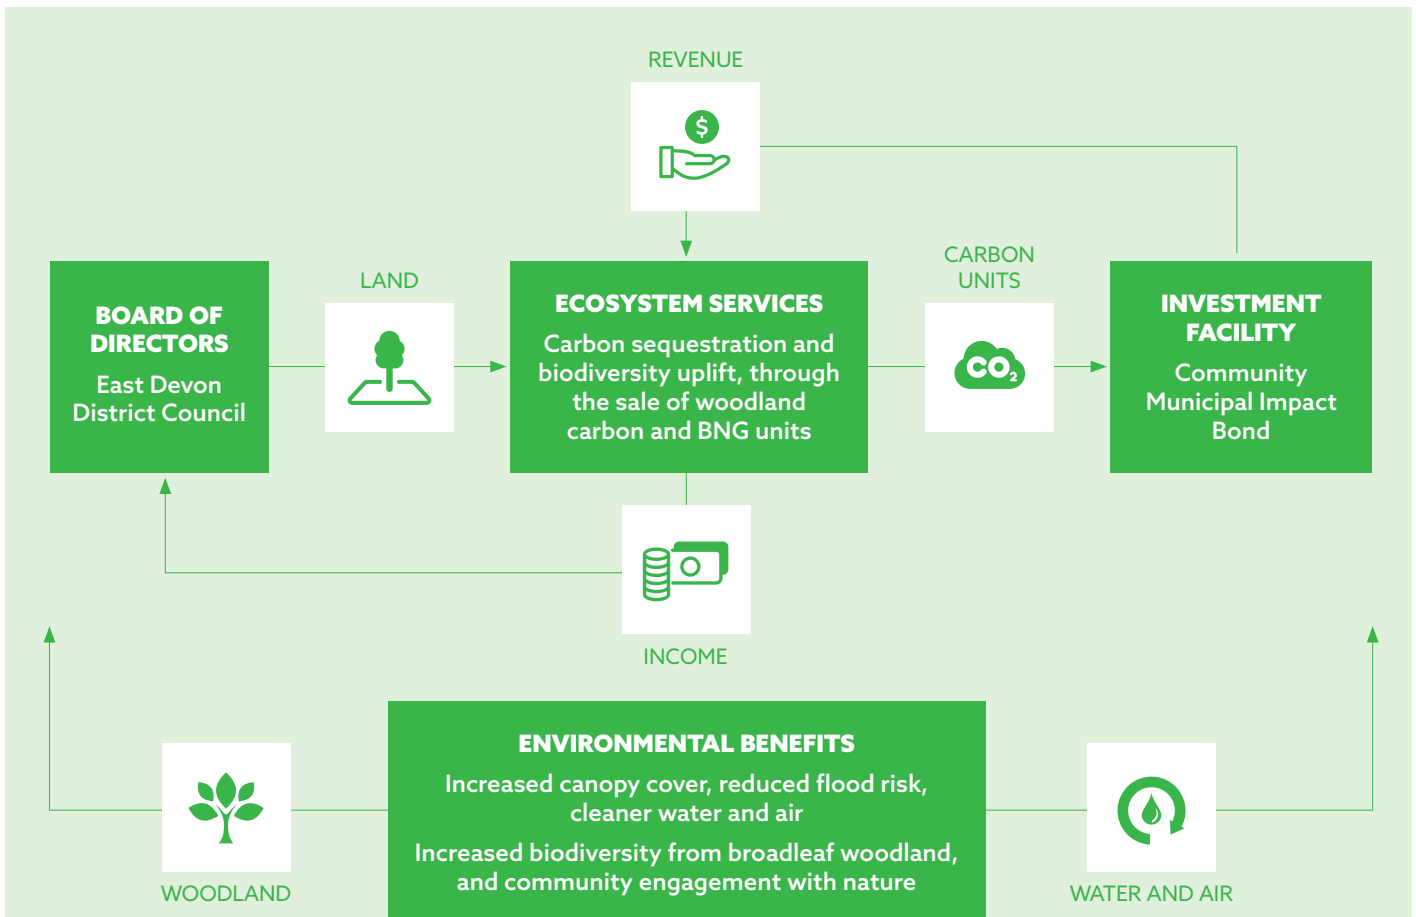 REVENUE
$
BOARD OF
DIRECTORS
East Devon
District Council
LAND
ECOSYSTEM SERVICES
Carbon sequestration and
biodiversity uplift, through
the sale of woodland
carbon and BNG units
CARBON
UNITS
CO₂
INVESTMENT
FACILITY
Community
Municipal Impact
Bond
INCOME
ENVIRONMENTAL BENEFITS
Increased canopy cover, reduced flood risk,
cleaner water and air
Increased biodiversity from broadleaf woodland,
and community engagement with nature
WOODLAND
WATER AND AIR